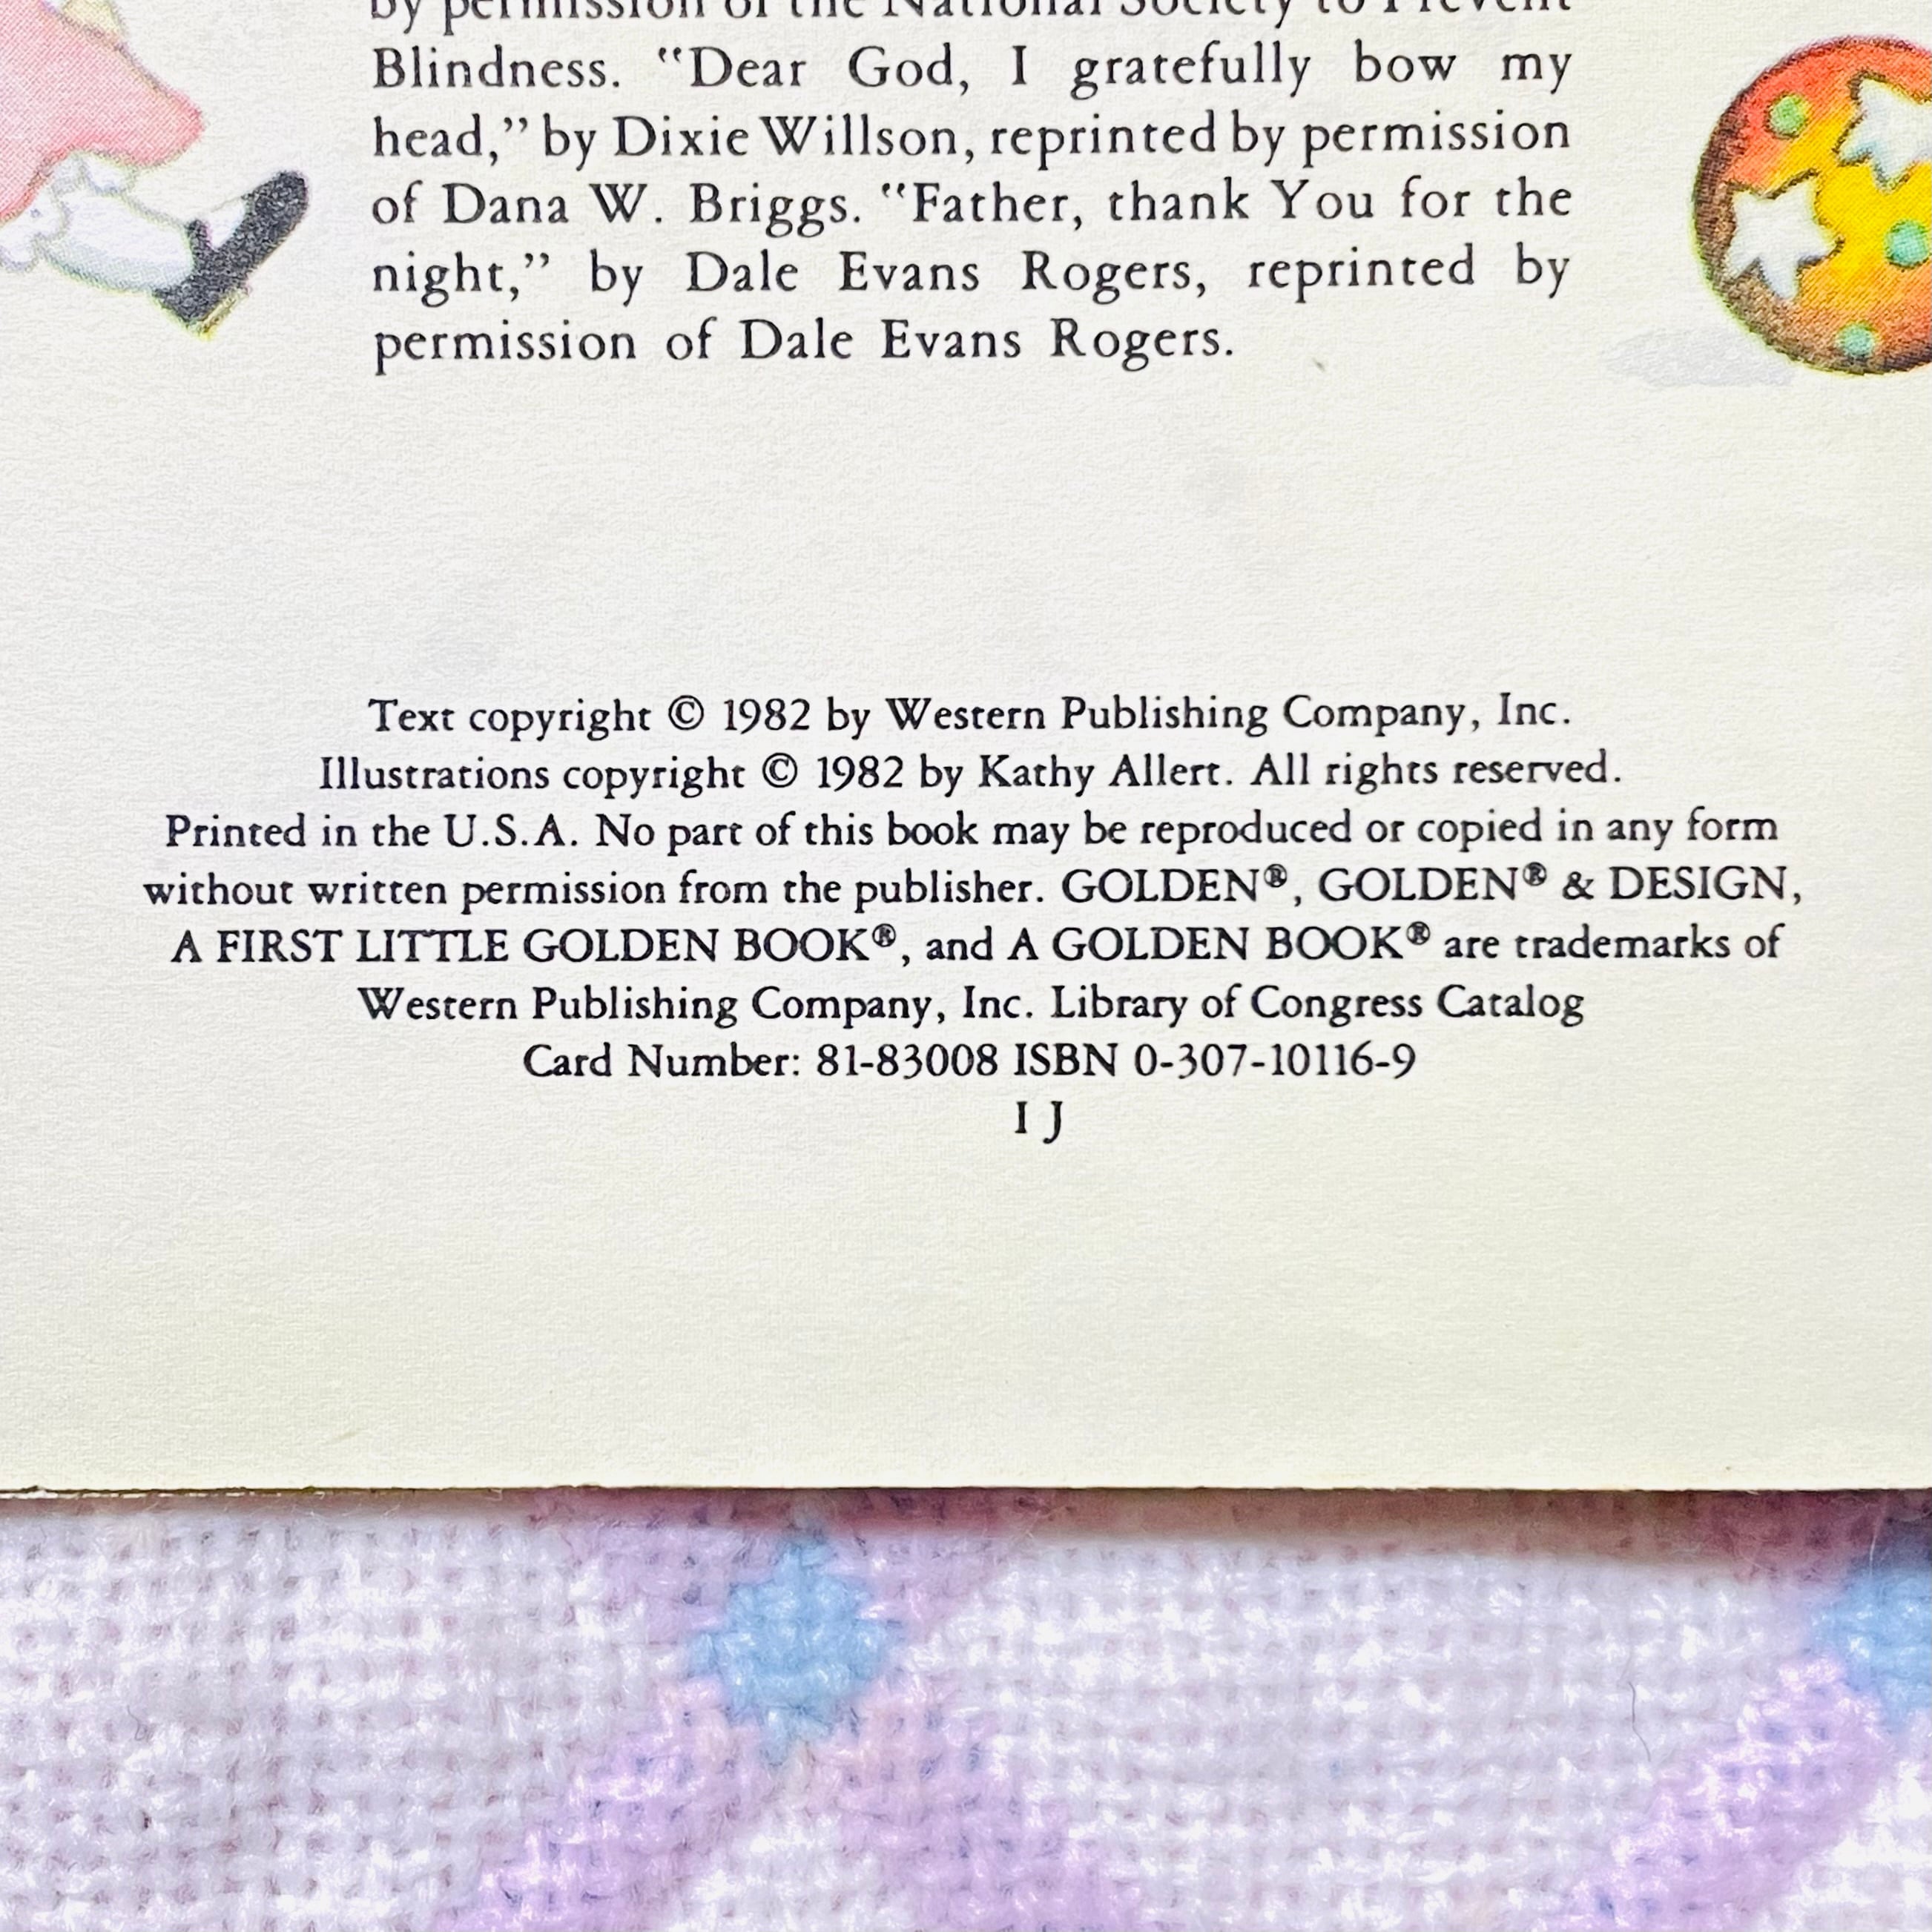 by permission of the National Society to Prevent
Blindness. "Dear God, I gratefully bow my
head," by Dixie Willson, reprinted by permission
of Dana W. Briggs. "Father, thank You for the
night," by Dale Evans Rogers, reprinted by
permission of Dale Evans Rogers.
Text copyright © 1982 by Western Publishing Company, Inc.
Illustrations copyright © 1982 by Kathy Allert. All rights reserved.
Printed in the U.S.A. No part of this book may be reproduced or copied in any form
without written permission from the publisher. GOLDEN®, GOLDEN® & DESIGN,
A FIRST LITTLE GOLDEN BOOK®, and A GOLDEN BOOK® are trademarks of
Western Publishing Company, Inc. Library of Congress Catalog
Card Number: 81-83008 ISBN 0-307-10116-9
I J